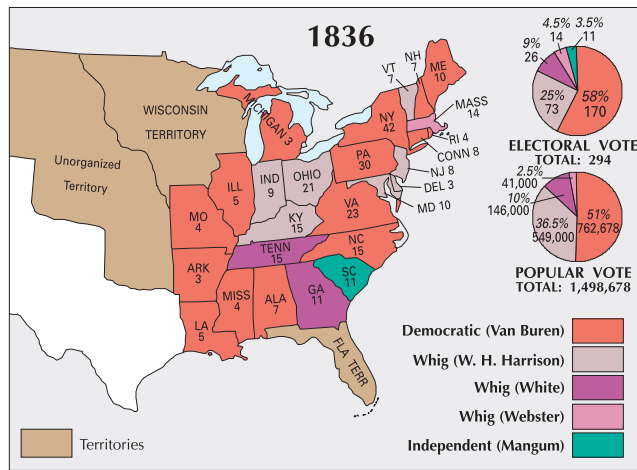 1836
WISCONSIN
TERRITORY
Unorganized
Territory
MICHIGAN 3
VT
7
NH
7
ME
10
MASS
14
NY
42
RI 4
CONN 8
PA
30
NJ 8
DEL 3
MD 10
OHIO
21
IND
9
ILL
5
MO
4
KY
15
VA
23
TENN
15
NC
15
ARK
3
SC
11
MISS
4
ALA
7
GA
11
LA
5
FLA TERR
4.5%
14
3.5%
11
9%
26
25%
73
58%
170
ELECTORAL VOTE
TOTAL: 294
2.5%
41,000
10%
146,000
36.5%
549,000
51%
762,678
POPULAR VOTE
TOTAL: 1,498,678
Democratic (Van Buren)
Whig (W. H. Harrison)
Whig (White)
Whig (Webster)
Independent (Mangum)
Territories